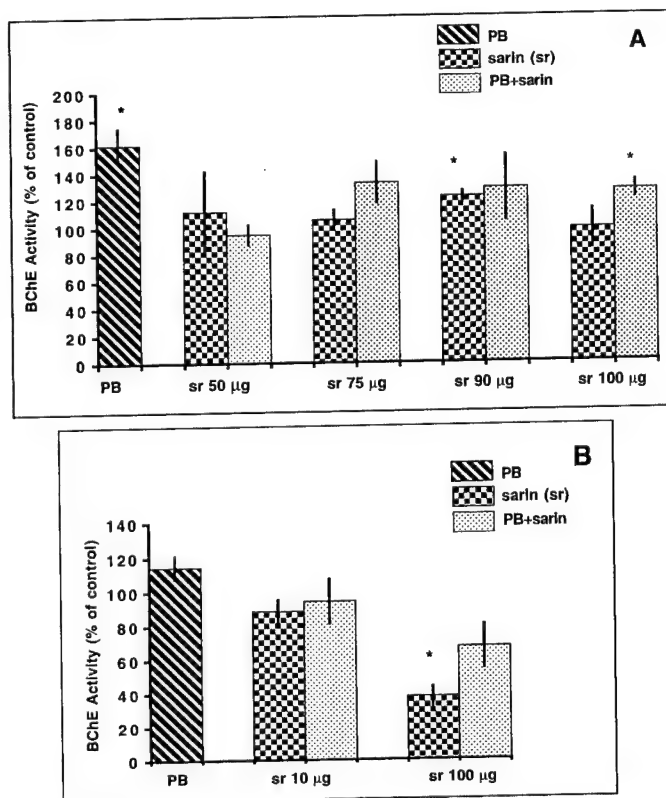 PB
A
sarin (sr)
PB+sarin
BChE Activity (% of control)
200
180
160
140
120
100
80
60
40
20
0
*
*
*
PB
sr 50 µg
sr 75 µg
sr 90 µg
sr 100 µg
PB
B
sarin (sr)
PB+sarin
BChE Activity (% of control)
140
120
100
80
60
40
20
0
*
PB
sr 10 µg
sr 100 µg